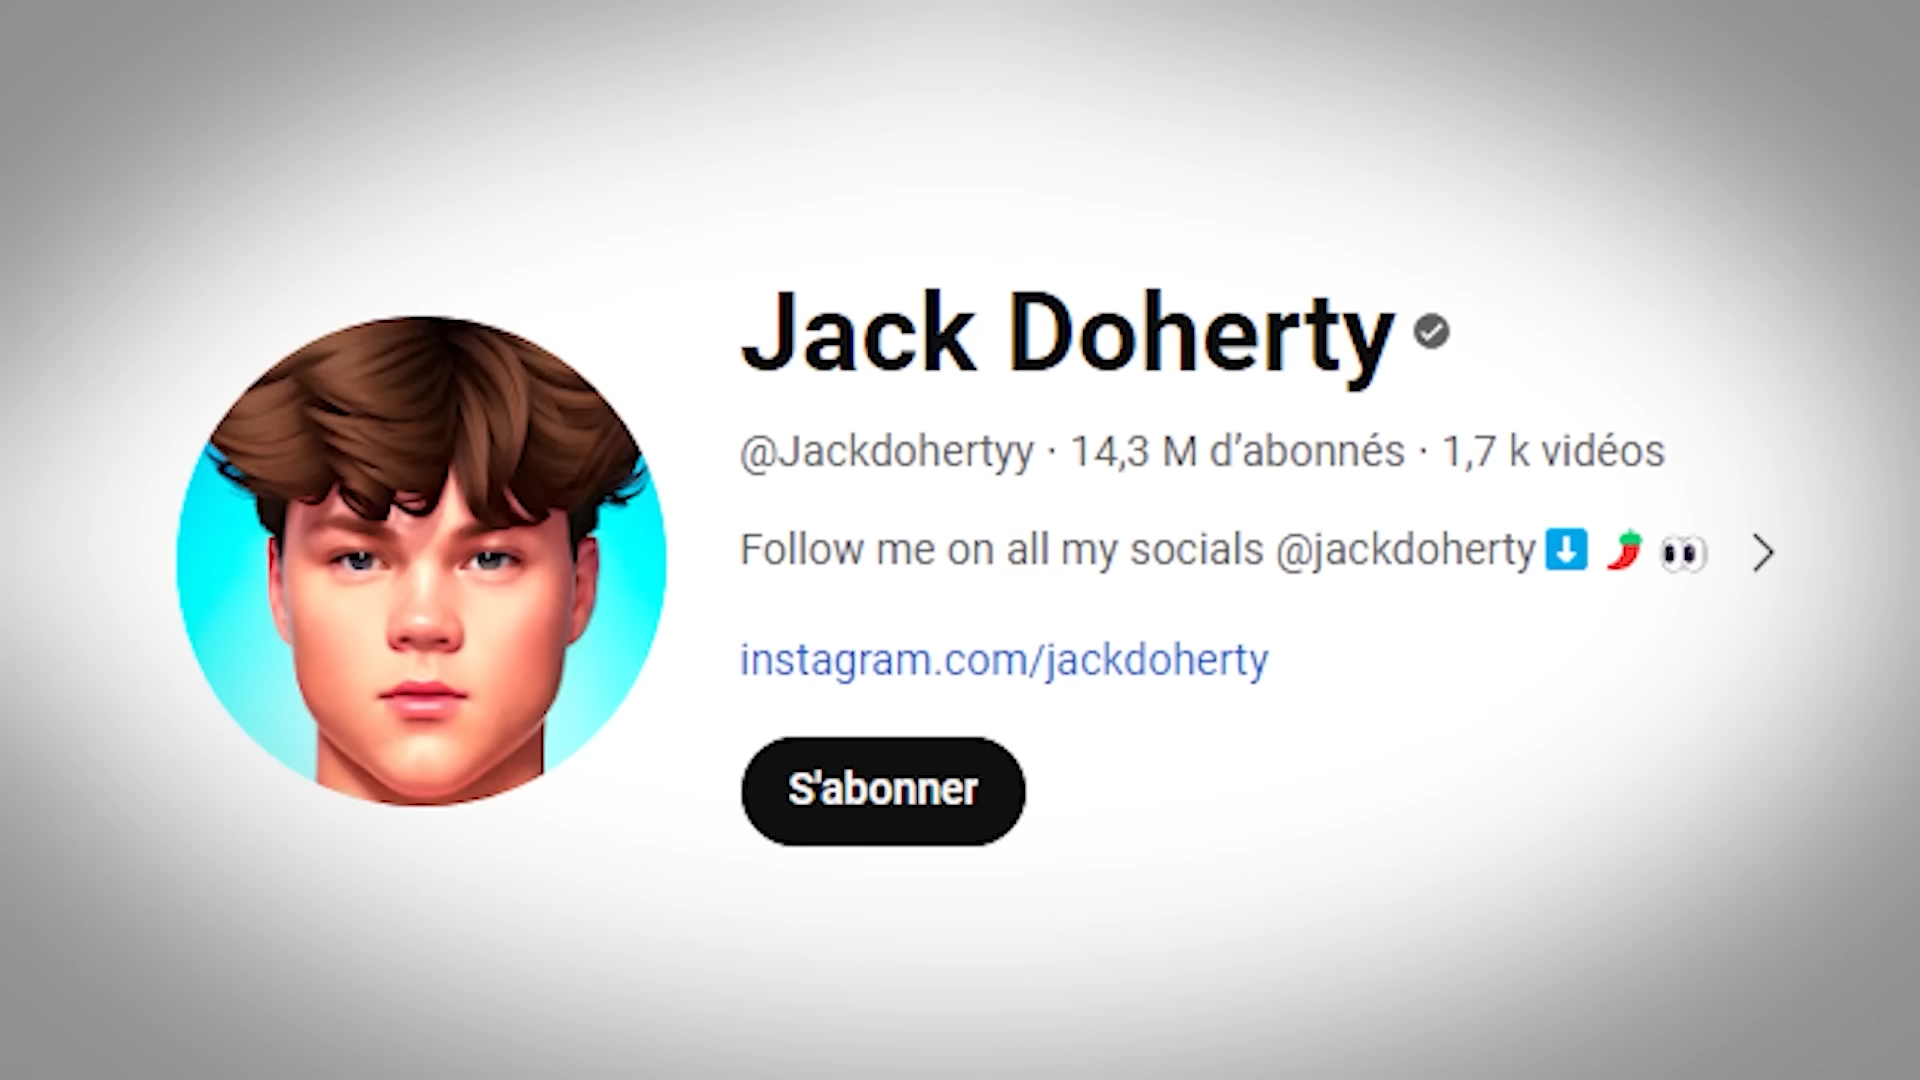 Jack Doherty
@Jackdohertyy · 14,3 M d’abonnés · 1,7 k vidéos
Follow me on all my socials @jackdoherty⬇️ 🌶️ 👀
instagram.com/jackdoherty
S'abonner